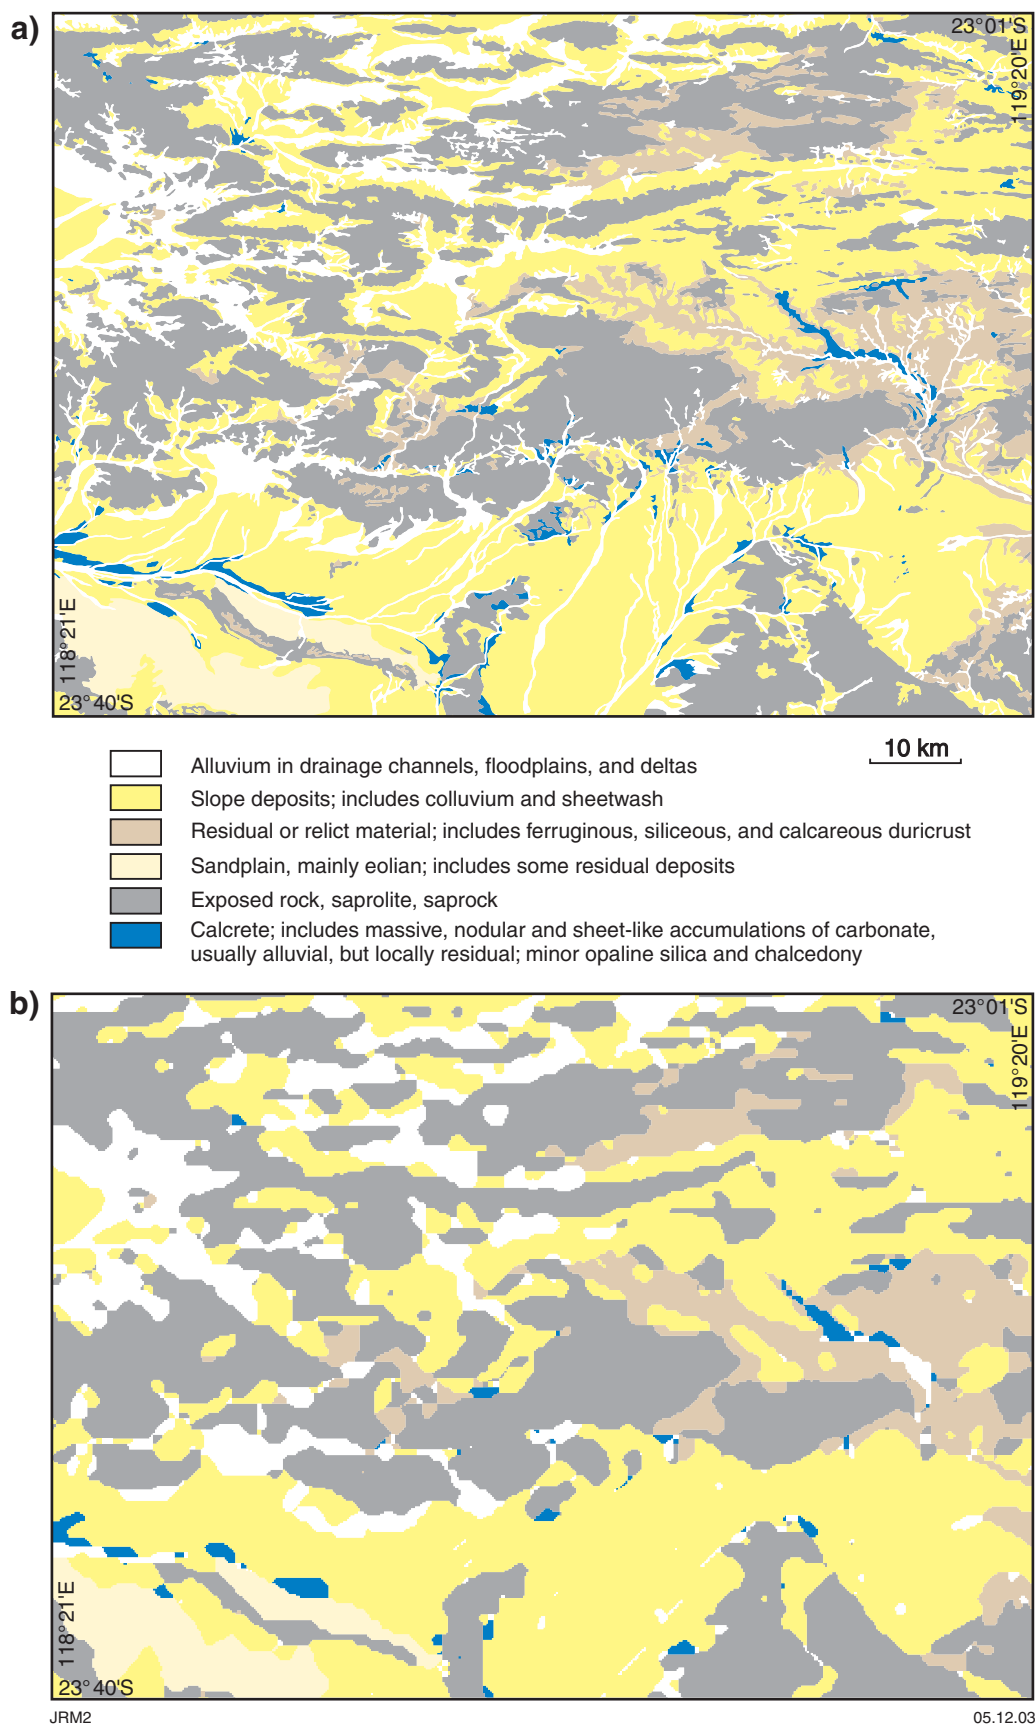 a)
23°01'S
119°20'E
118°21'E
23°40'S
10 km
Alluvium in drainage channels, floodplains, and deltas
Slope deposits; includes colluvium and sheetwash
Residual or relict material; includes ferruginous, siliceous, and calcareous duricrust
Sandplain, mainly eolian; includes some residual deposits
Exposed rock, saprolite, saprock
Calcrete; includes massive, nodular and sheet-like accumulations of carbonate,
usually alluvial, but locally residual; minor opaline silica and chalcedony
b)
23°01'S
119°20'E
118°21'E
23°40'S
JRM2
05.12.03